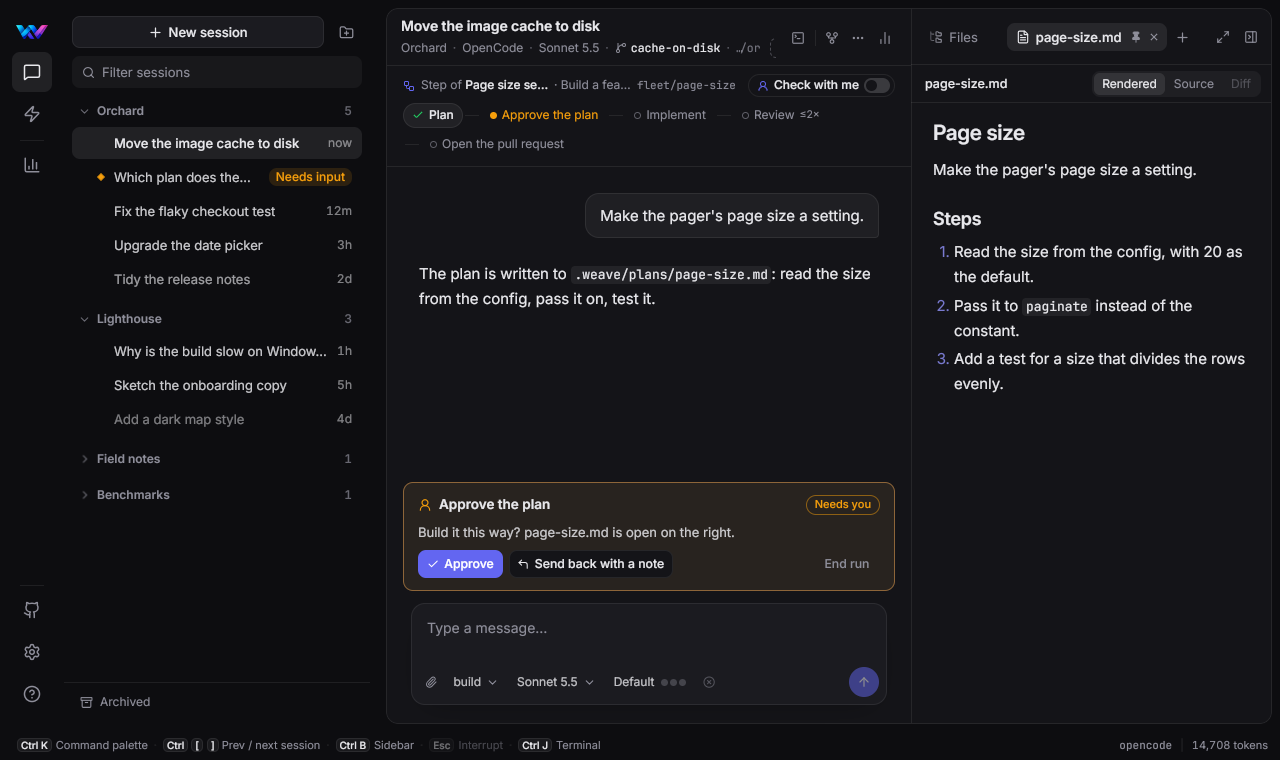 New session
Filter sessions
Orchard 5
Move the image cache to disk now
Which plan does the... Needs input
Fix the flaky checkout test 12m
Upgrade the date picker 3h
Tidy the release notes 2d
Lighthouse 3
Why is the build slow on Window... 1h
Sketch the onboarding copy 5h
Add a dark map style 4d
Field notes 1
Benchmarks 1
Archived
Move the image cache to disk
Orchard · OpenCode · Sonnet 5.5 · cache-on-disk · ../or
Step of Page size se... · Build a fea... fleet/page-size Check with me
Plan Approve the plan Implement Review ≤2×
Open the pull request
Make the pager's page size a setting.
The plan is written to .weave/plans/page-size.md: read the size
from the config, pass it on, test it.
Approve the plan Needs you
Build it this way? page-size.md is open on the right.
Approve Send back with a note End run
Type a message...
build Sonnet 5.5 Default
Files page-size.md
page-size.md Rendered Source Diff
Page size
Make the pager's page size a setting.
Steps
1. Read the size from the config, with 20 as
the default.
2. Pass it to paginate instead of the
constant.
3. Add a test for a size that divides the rows
evenly.
Ctrl K Command palette · Ctrl [ ] Prev / next session · Ctrl B Sidebar · Esc Interrupt · Ctrl J Terminal
opencode 14,708 tokens